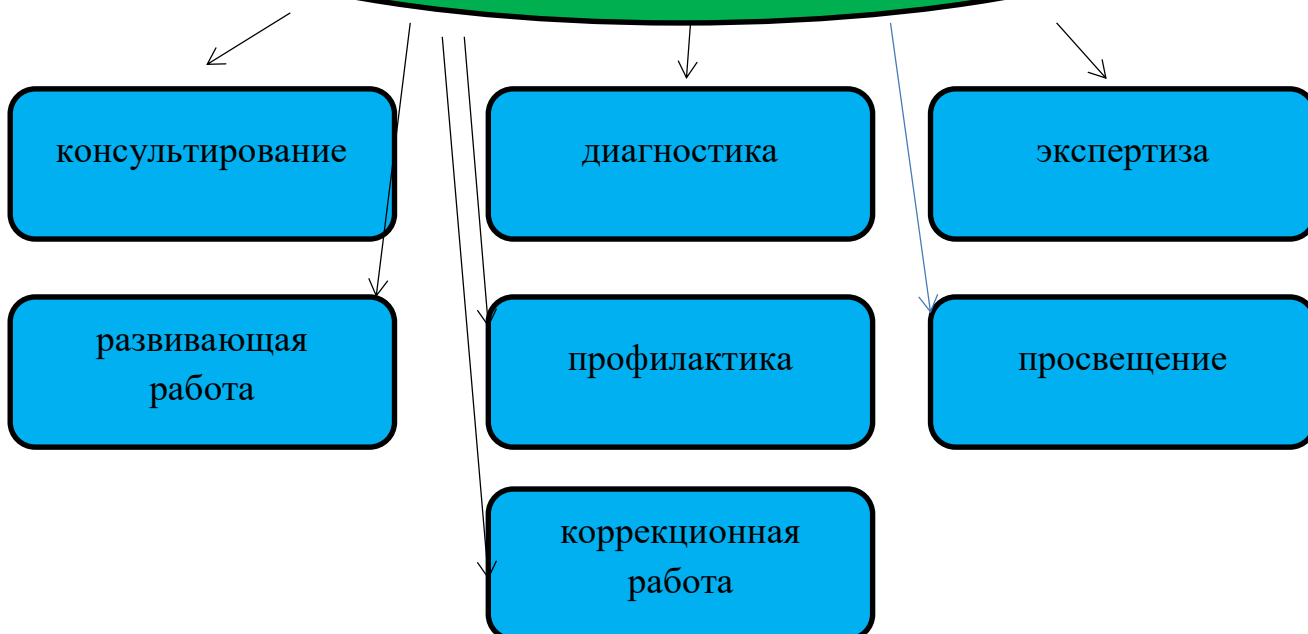 консультирование
диагностика
экспертиза
развивающая
работа
профилактика
просвещение
коррекционная
работа